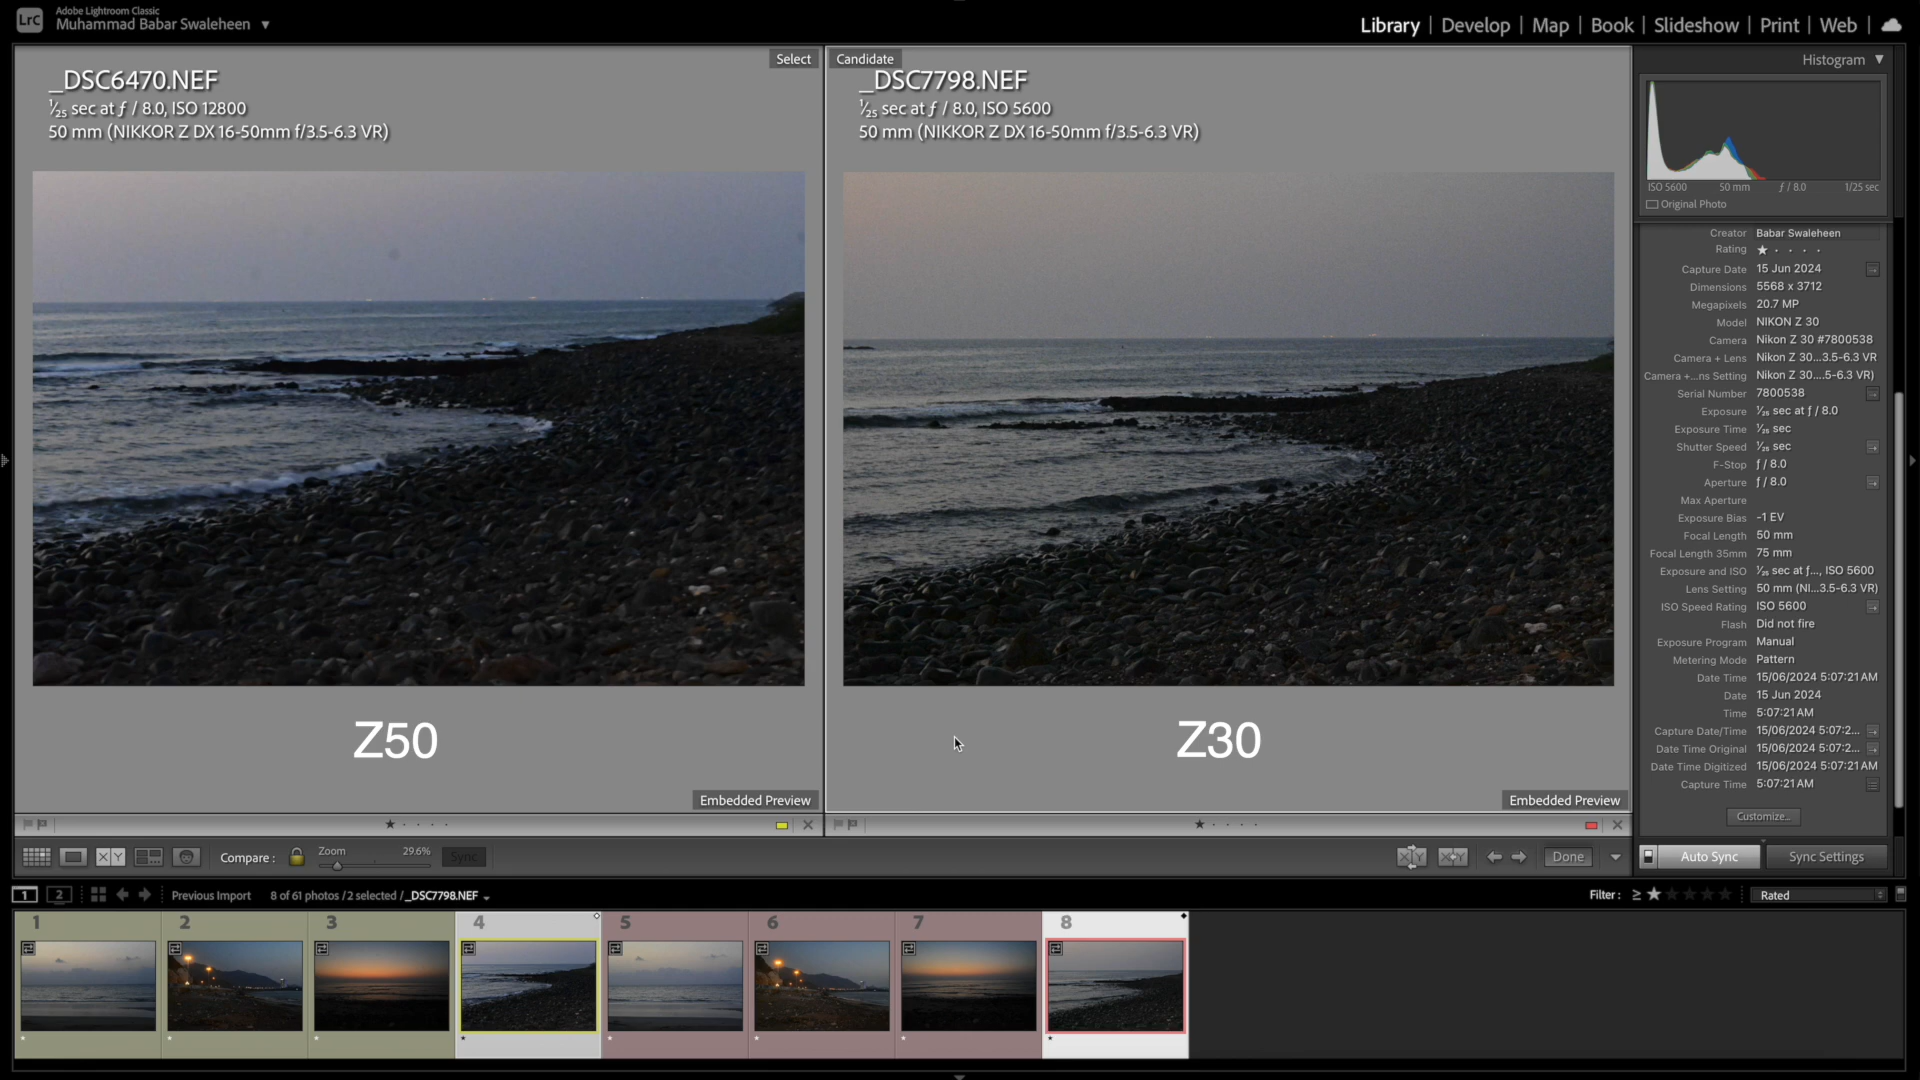 LrC
Adobe Lightroom Classic
Muhammad Babar Swaleheen
Library | Develop | Map | Book | Slideshow | Print | Web |
Select
_DSC6470.NEF
1/25 sec at ƒ / 8.0, ISO 12800
50 mm (NIKKOR Z DX 16-50mm f/3.5-6.3 VR)
Z50
Embedded Preview
Candidate
_DSC7798.NEF
1/25 sec at ƒ / 8.0, ISO 5600
50 mm (NIKKOR Z DX 16-50mm f/3.5-6.3 VR)
Z30
Embedded Preview
Histogram
ISO 5600 50 mm ƒ / 8.0 1/25 sec
Original Photo
Creator Babar Swaleheen
Rating ★ · · · ·
Capture Date 15 Jun 2024
Dimensions 5568 x 3712
Megapixels 20.7 MP
Model NIKON Z 30
Camera Nikon Z 30 #7800538
Camera + Lens Nikon Z 30...3.5-6.3 VR
Camera +...ns Setting Nikon Z 30....5-6.3 VR)
Serial Number 7800538
Exposure 1/25 sec at ƒ / 8.0
Exposure Time 1/25 sec
Shutter Speed 1/25 sec
F-Stop ƒ / 8.0
Aperture ƒ / 8.0
Max Aperture
Exposure Bias -1 EV
Focal Length 50 mm
Focal Length 35mm 75 mm
Exposure and ISO 1/25 sec at ƒ..., ISO 5600
Lens Setting 50 mm (NI...3.5-6.3 VR)
ISO Speed Rating ISO 5600
Flash Did not fire
Exposure Program Manual
Metering Mode Pattern
Date Time 15/06/2024 5:07:21 AM
Date 15 Jun 2024
Time 5:07:21 AM
Capture Date/Time 15/06/2024 5:07:2...
Date Time Original 15/06/2024 5:07:2...
Date Time Digitized 15/06/2024 5:07:21 AM
Capture Time 5:07:21 AM
Customize...
X Y Compare : Zoom 29.6% Sync
Done
Auto Sync Sync Settings
1 2 Previous Import 8 of 61 photos /2 selected /_DSC7798.NEF
Filter : ≥ ★ Rated
1 2 3 4 5 6 7 8